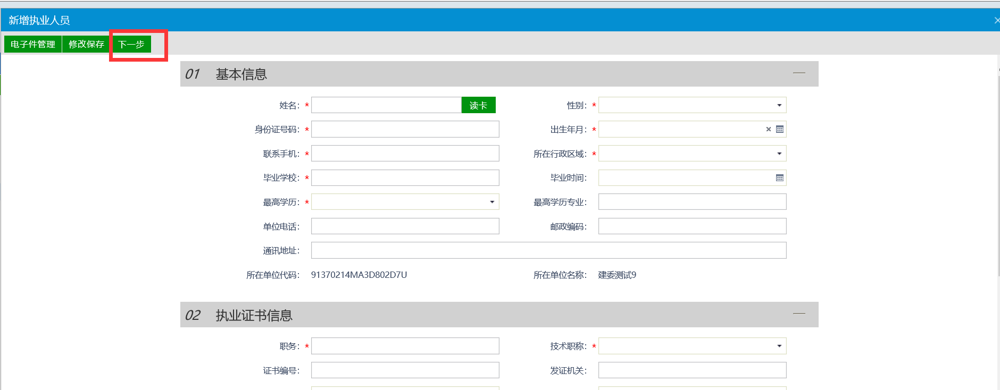 新增执业人员
电子件管理 修改保存 下一步
01 基本信息
姓名：* 读卡 性别：*
身份证号码：* 出生年月：*
联系手机：* 所在行政区域：*
毕业学校：* 毕业时间：
最高学历：* 最高学历专业：
单位电话： 邮政编码：
通讯地址：
所在单位代码： 91370214MA3D802D7U 所在单位名称： 建委测试9
02 执业证书信息
职务：* 技术职称：*
证书编号： 发证机关：